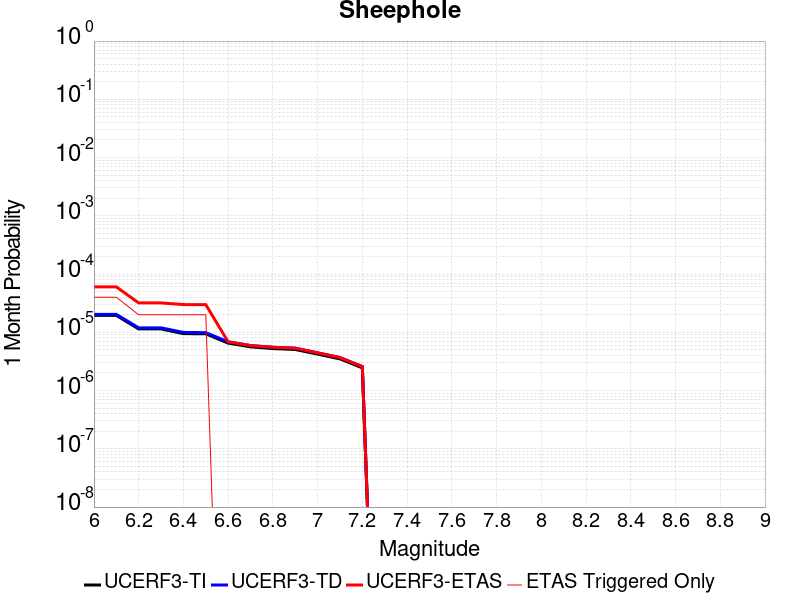 Sheephole
10 0
10 -1
10 -2
10 -3
10 -4
10 -5
10 -6
10 -7
10 -8
1 Month Probability
6 6.2 6.4 6.6 6.8 7 7.2 7.4 7.6 7.8 8 8.2 8.4 8.6 8.8 9
Magnitude
UCERF3-TI UCERF3-TD UCERF3-ETAS ETAS Triggered Only